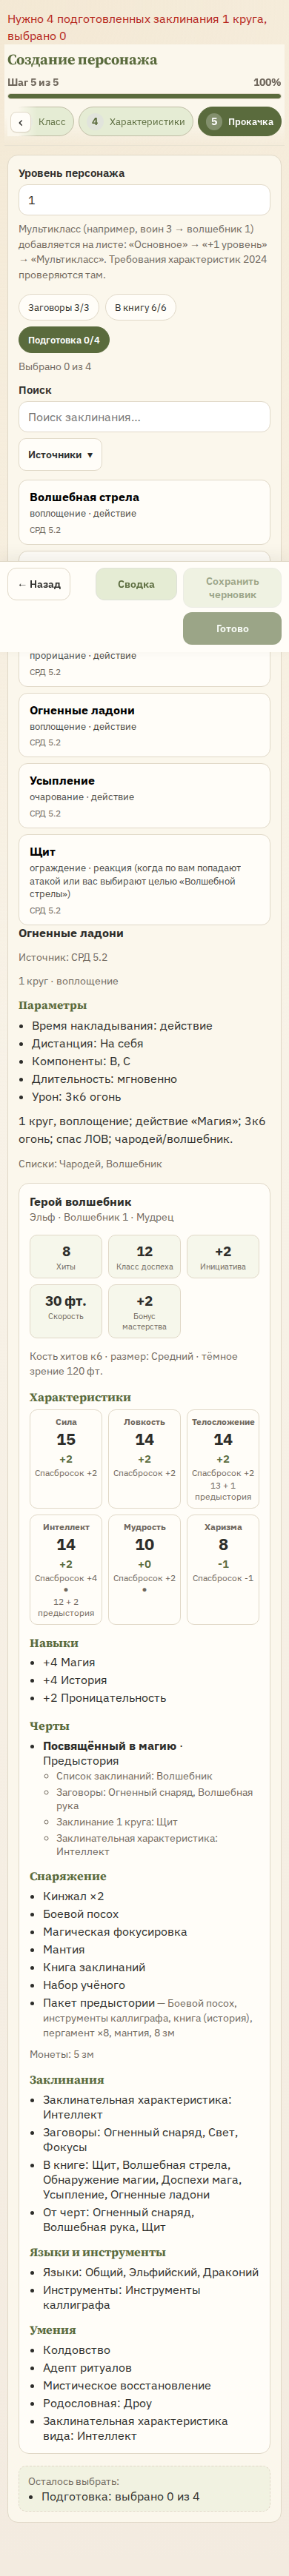 Нужно 4 подготовленных заклинания 1 круга,
выбрано 0
Создание персонажа
Шаг 5 из 5 100%
‹ Класс 4 Характеристики 5 Прокачка
Уровень персонажа
1
Мультикласс (например, воин 3 → волшебник 1)
добавляется на листе: «Основное» → «+1 уровень»
→ «Мультикласс». Требования характеристик 2024
проверяются там.
Заговоры 3/3 В книгу 6/6
Подготовка 0/4
Выбрано 0 из 4
Поиск
Поиск заклинания...
Источники ▾
Волшебная стрела
воплощение · действие
СРД 5.2
← Назад Сводка Сохранить
черновик
Готово
прорицание · действие
СРД 5.2
Огненные ладони
воплощение · действие
СРД 5.2
Усыпление
очарование · действие
СРД 5.2
Щит
ограждение · реакция (когда по вам попадают
атакой или вас выбирают целью «Волшебной
стрелы»)
СРД 5.2
Огненные ладони
Источник: СРД 5.2
1 круг · воплощение
Параметры
• Время накладывания: действие
• Дистанция: На себя
• Компоненты: В, С
• Длительность: мгновенно
• Урон: 3к6 огонь
1 круг, воплощение; действие «Магия»; 3к6
огонь; спас ЛОВ; чародей/волшебник.
Списки: Чародей, Волшебник
Герой волшебник
Эльф · Волшебник 1 · Мудрец
8 12 +2
Хиты Класс доспеха Инициатива
30 фт. +2
Скорость Бонус
мастерства
Кость хитов к6 · размер: Средний · тёмное
зрение 120 фт.
Характеристики
Сила Ловкость Телосложение
15 14 14
+2 +2 +2
Спасбросок +2 Спасбросок +2 Спасбросок +2
13 + 1
предыстория
Интеллект Мудрость Харизма
14 10 8
+2 +0 -1
Спасбросок +4 Спасбросок +2 Спасбросок -1
• •
12 + 2
предыстория
Навыки
• +4 Магия
• +4 История
• +2 Проницательность
Черты
• Посвящённый в магию ·
Предыстория
◦ Список заклинаний: Волшебник
◦ Заговоры: Огненный снаряд, Волшебная
рука
◦ Заклинание 1 круга: Щит
◦ Заклинательная характеристика:
Интеллект
Снаряжение
• Кинжал ×2
• Боевой посох
• Магическая фокусировка
• Мантия
• Книга заклинаний
• Набор учёного
• Пакет предыстории — Боевой посох,
инструменты каллиграфа, книга (история),
пергамент ×8, мантия, 8 зм
Монеты: 5 зм
Заклинания
• Заклинательная характеристика:
Интеллект
• Заговоры: Огненный снаряд, Свет,
Фокусы
• В книге: Щит, Волшебная стрела,
Обнаружение магии, Доспехи мага,
Усыпление, Огненные ладони
• От черт: Огненный снаряд,
Волшебная рука, Щит
Языки и инструменты
• Языки: Общий, Эльфийский, Драконий
• Инструменты: Инструменты
каллиграфа
Умения
• Колдовство
• Адепт ритуалов
• Мистическое восстановление
• Родословная: Дроу
• Заклинательная характеристика
вида: Интеллект
Осталось выбрать:
• Подготовка: выбрано 0 из 4